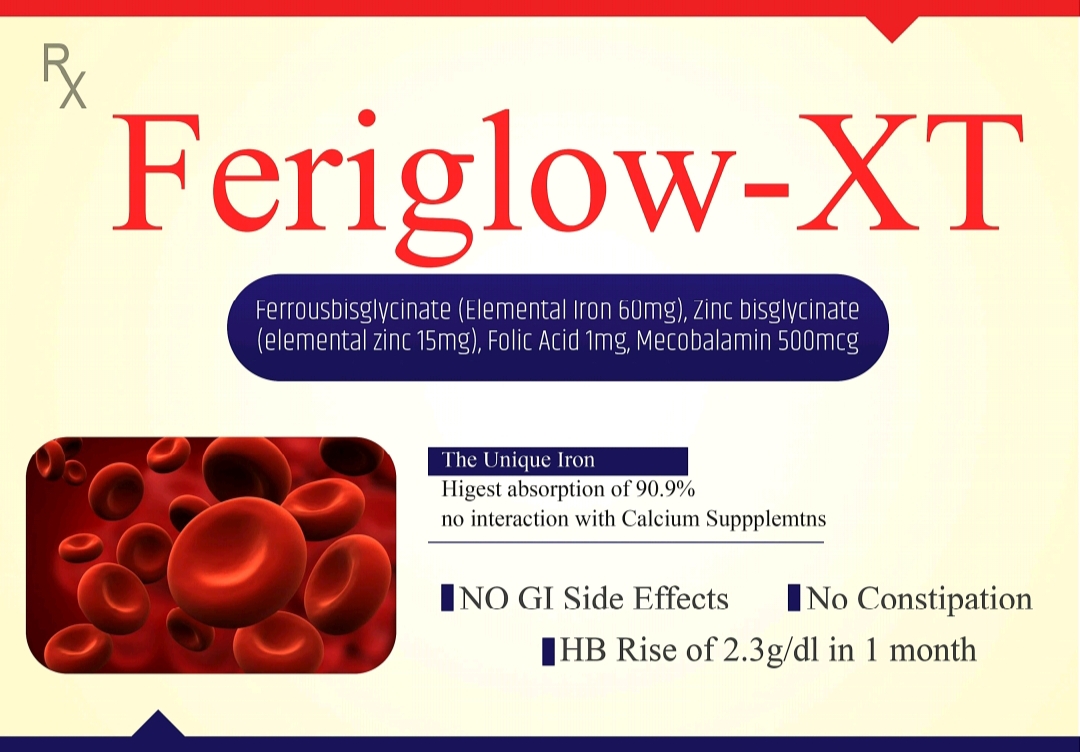 Rx
Feriglow-XT
Ferrousbisglycinate (Elemental Iron 60mg), Zinc bisglycinate
(elemental zinc 15mg), Folic Acid 1mg, Mecobalamin 500mcg
The Unique Iron
Higest absorption of 90.9%
no interaction with Calcium Suppplemtns
NO GI Side Effects No Constipation
HB Rise of 2.3g/dl in 1 month